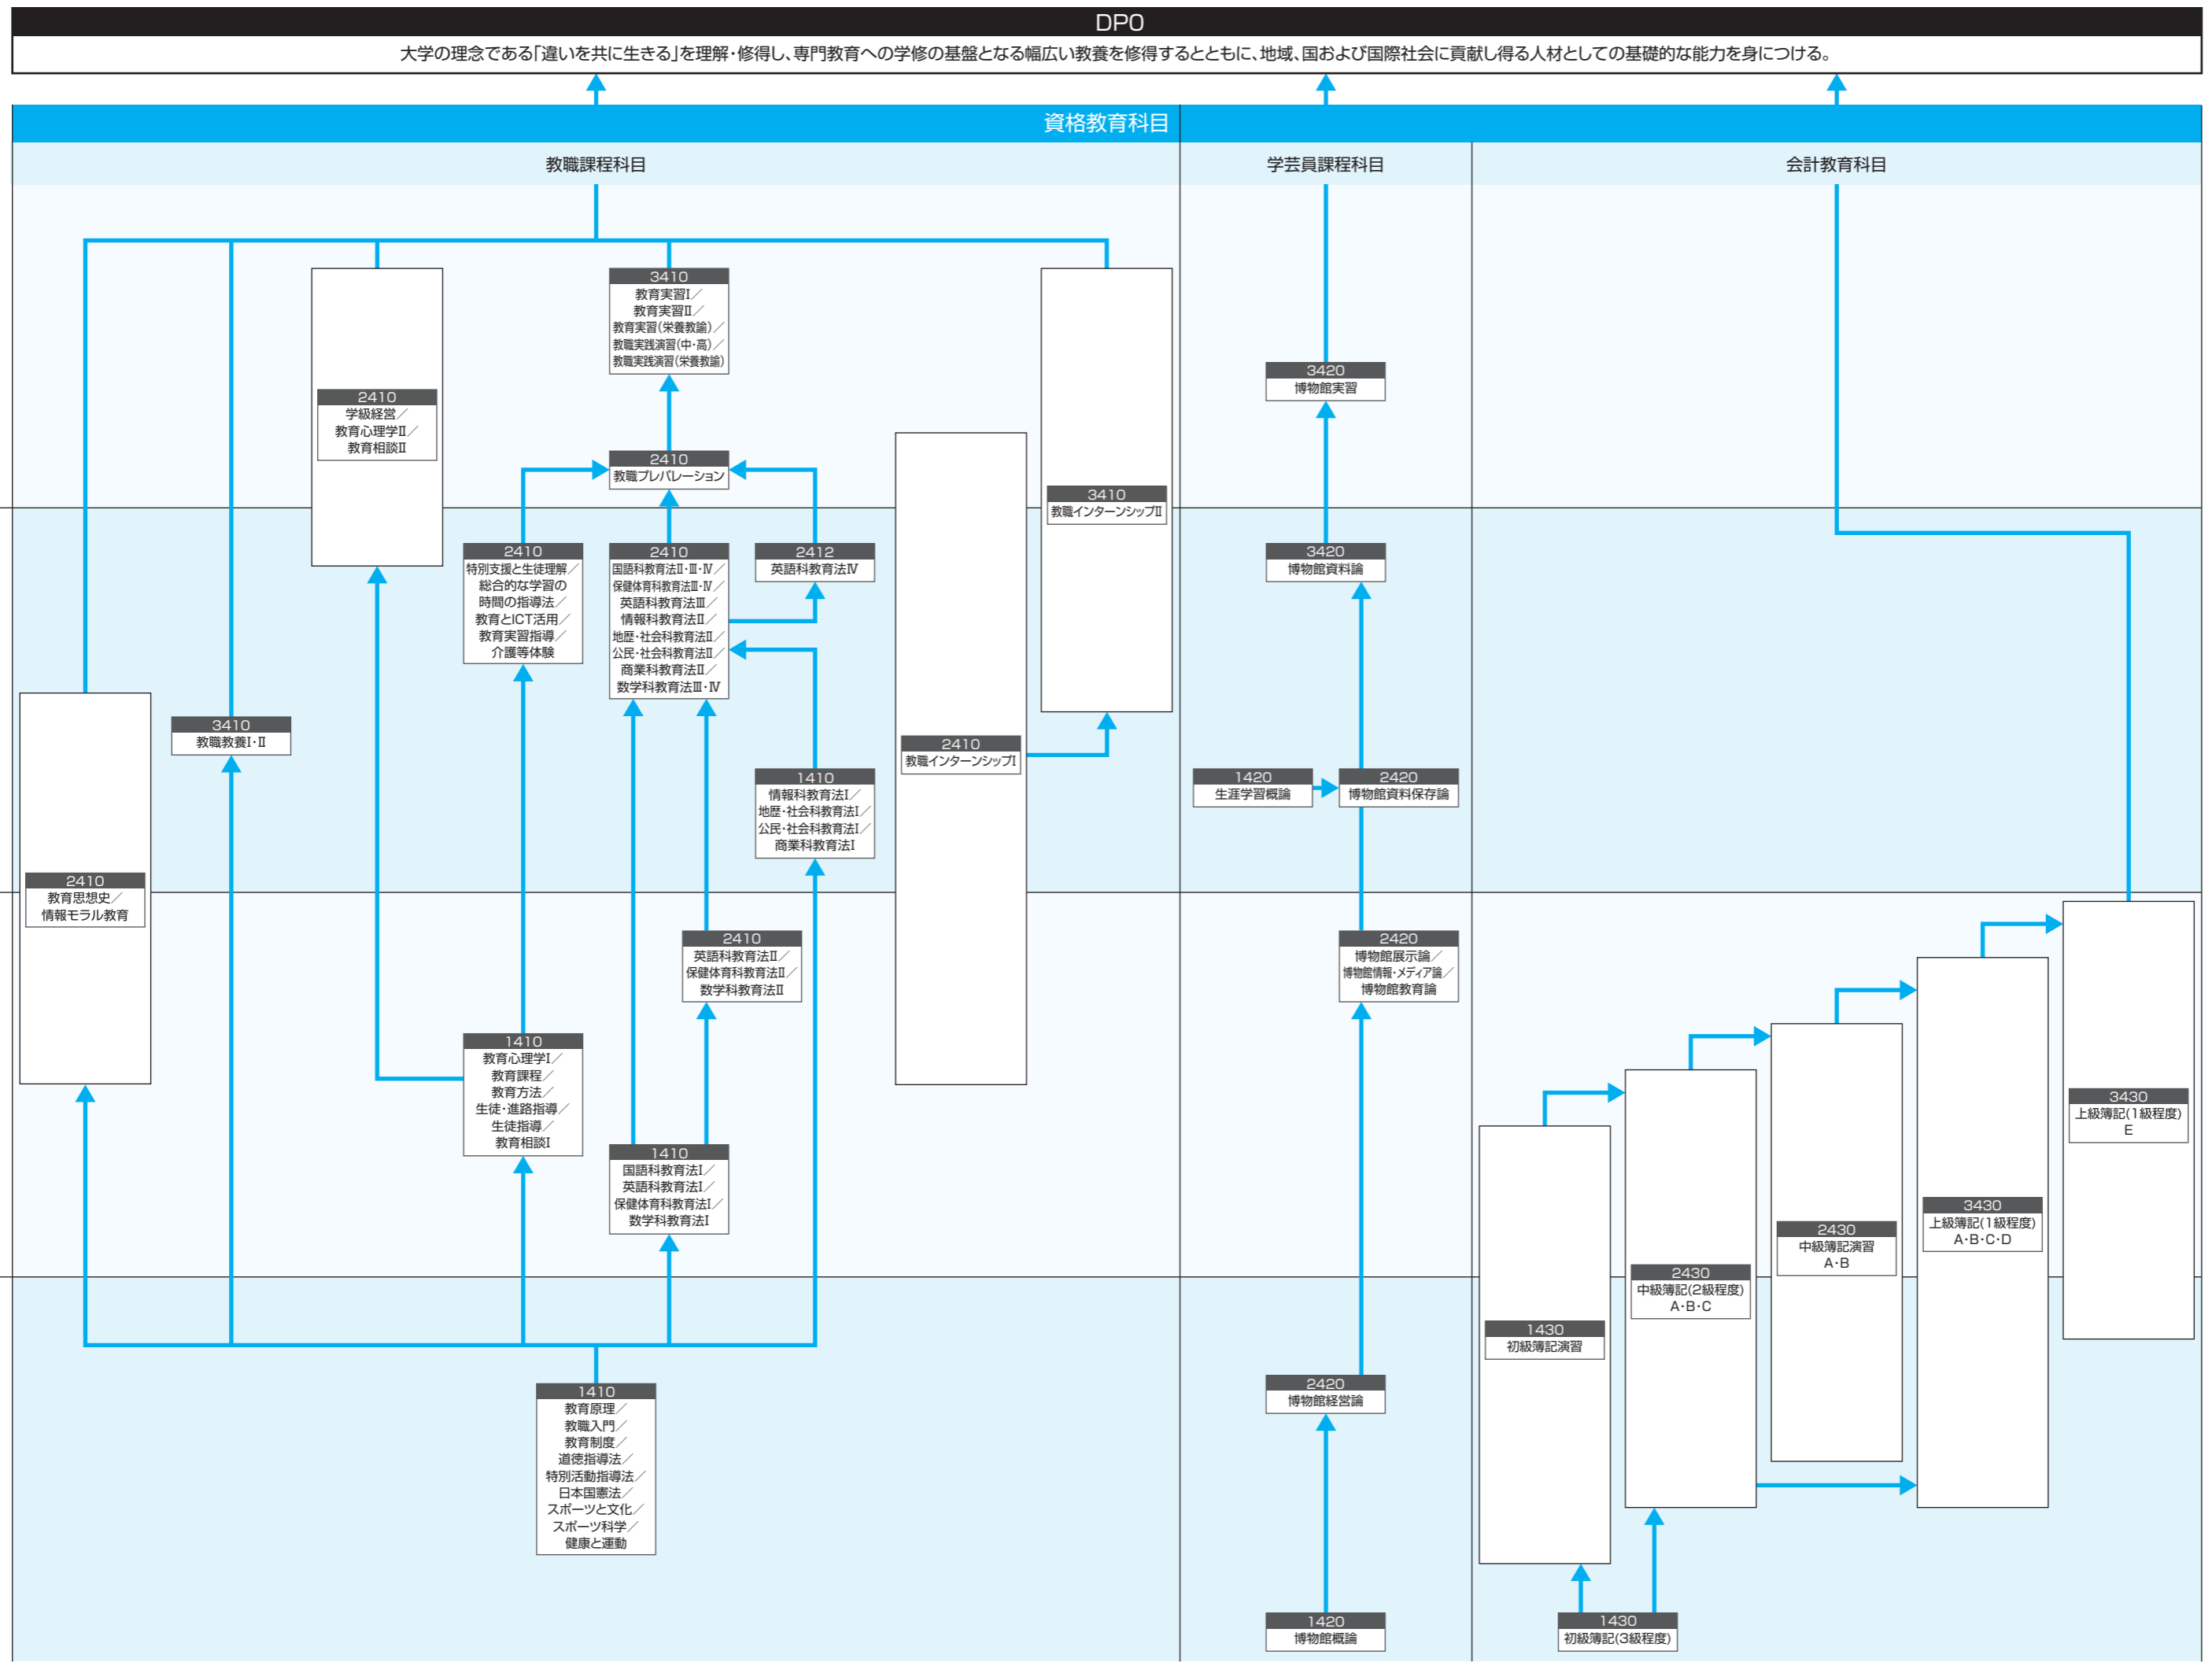 DP0
大学の理念である「違いを共に生きる」を理解・修得し、専門教育への学修の基盤となる幅広い教養を修得するとともに、地域、国および国際社会に貢献し得る人材としての基礎的な能力を身につける。
資格教育科目
教職課程科目
学芸員課程科目
会計教育科目
3410
教育実習Ⅰ／
教育実習Ⅱ／
教育実習(栄養教諭)／
教職実践演習(中・高)／
教職実践演習(栄養教諭)
2410
学級経営／
教育心理学Ⅱ／
教育相談Ⅱ
2410
教職プレパレーション
3410
教職インターンシップⅡ
2410
特別支援と生徒理解／
総合的な学習の
時間の指導法／
教育とICT活用／
教育実習指導／
介護等体験
2410
国語科教育法Ⅱ・Ⅲ・Ⅳ／
保健体育科教育法Ⅲ・Ⅳ／
英語科教育法Ⅲ／
情報科教育法Ⅱ／
地歴・社会科教育法Ⅱ／
公民・社会科教育法Ⅱ／
商業科教育法Ⅱ／
数学科教育法Ⅲ・Ⅳ
2412
英語科教育法Ⅳ
3410
教職教養Ⅰ・Ⅱ
2410
教職インターンシップⅠ
1410
情報科教育法Ⅰ／
地歴・社会科教育法Ⅰ／
公民・社会科教育法Ⅰ／
商業科教育法Ⅰ
2410
教育思想史／
情報モラル教育
2410
英語科教育法Ⅱ／
保健体育科教育法Ⅱ／
数学科教育法Ⅱ
1410
教育心理学Ⅰ／
教育課程／
教育方法／
生徒・進路指導／
生徒指導／
教育相談Ⅰ
1410
国語科教育法Ⅰ／
英語科教育法Ⅰ／
保健体育科教育法Ⅰ／
数学科教育法Ⅰ
1410
教育原理／
教職入門／
教育制度／
道徳指導法／
特別活動指導法／
日本国憲法／
スポーツと文化／
スポーツ科学／
健康と運動
3420
博物館実習
3420
博物館資料論
1420
生涯学習概論
2420
博物館資料保存論
2420
博物館展示論／
博物館情報・メディア論／
博物館教育論
2420
博物館経営論
1420
博物館概論
3430
上級簿記(1級程度)
E
3430
上級簿記(1級程度)
A・B・C・D
2430
中級簿記演習
A・B
2430
中級簿記(2級程度)
A・B・C
1430
初級簿記演習
1430
初級簿記(3級程度)